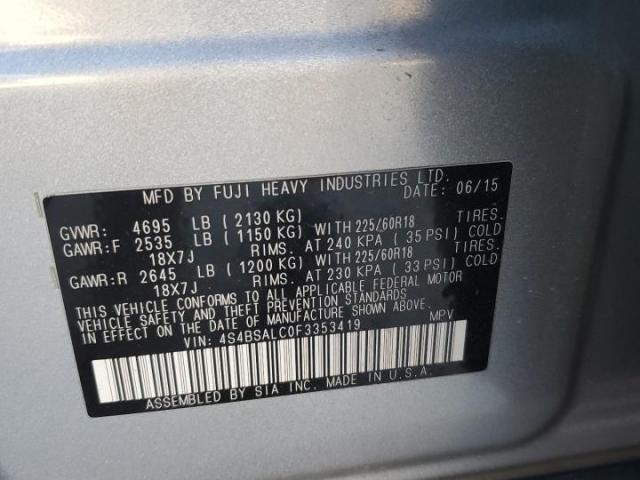 MFD BY FUJI HEAVY INDUSTRIES LTD.
DATE: 06/15
GVWR: 4695 LB (2130 KG)
GAWR:F 2535 LB (1150 KG) WITH 225/60R18 TIRES.
18X7J RIMS. AT 240 KPA (35 PSI) COLD
GAWR:R 2645 LB (1200 KG) WITH 225/60R18 TIRES.
18X7J RIMS. AT 230 KPA (33 PSI) COLD
THIS VEHICLE CONFORMS TO ALL APPLICABLE FEDERAL MOTOR
VEHICLE SAFETY AND THEFT PREVENTION STANDARDS
IN EFFECT ON THE DATE OF MANUFACTURE SHOWN ABOVE.
VIN: 4S4BSALC0F3353419 MPV
ASSEMBLED BY SIA INC. MADE IN U.S.A.